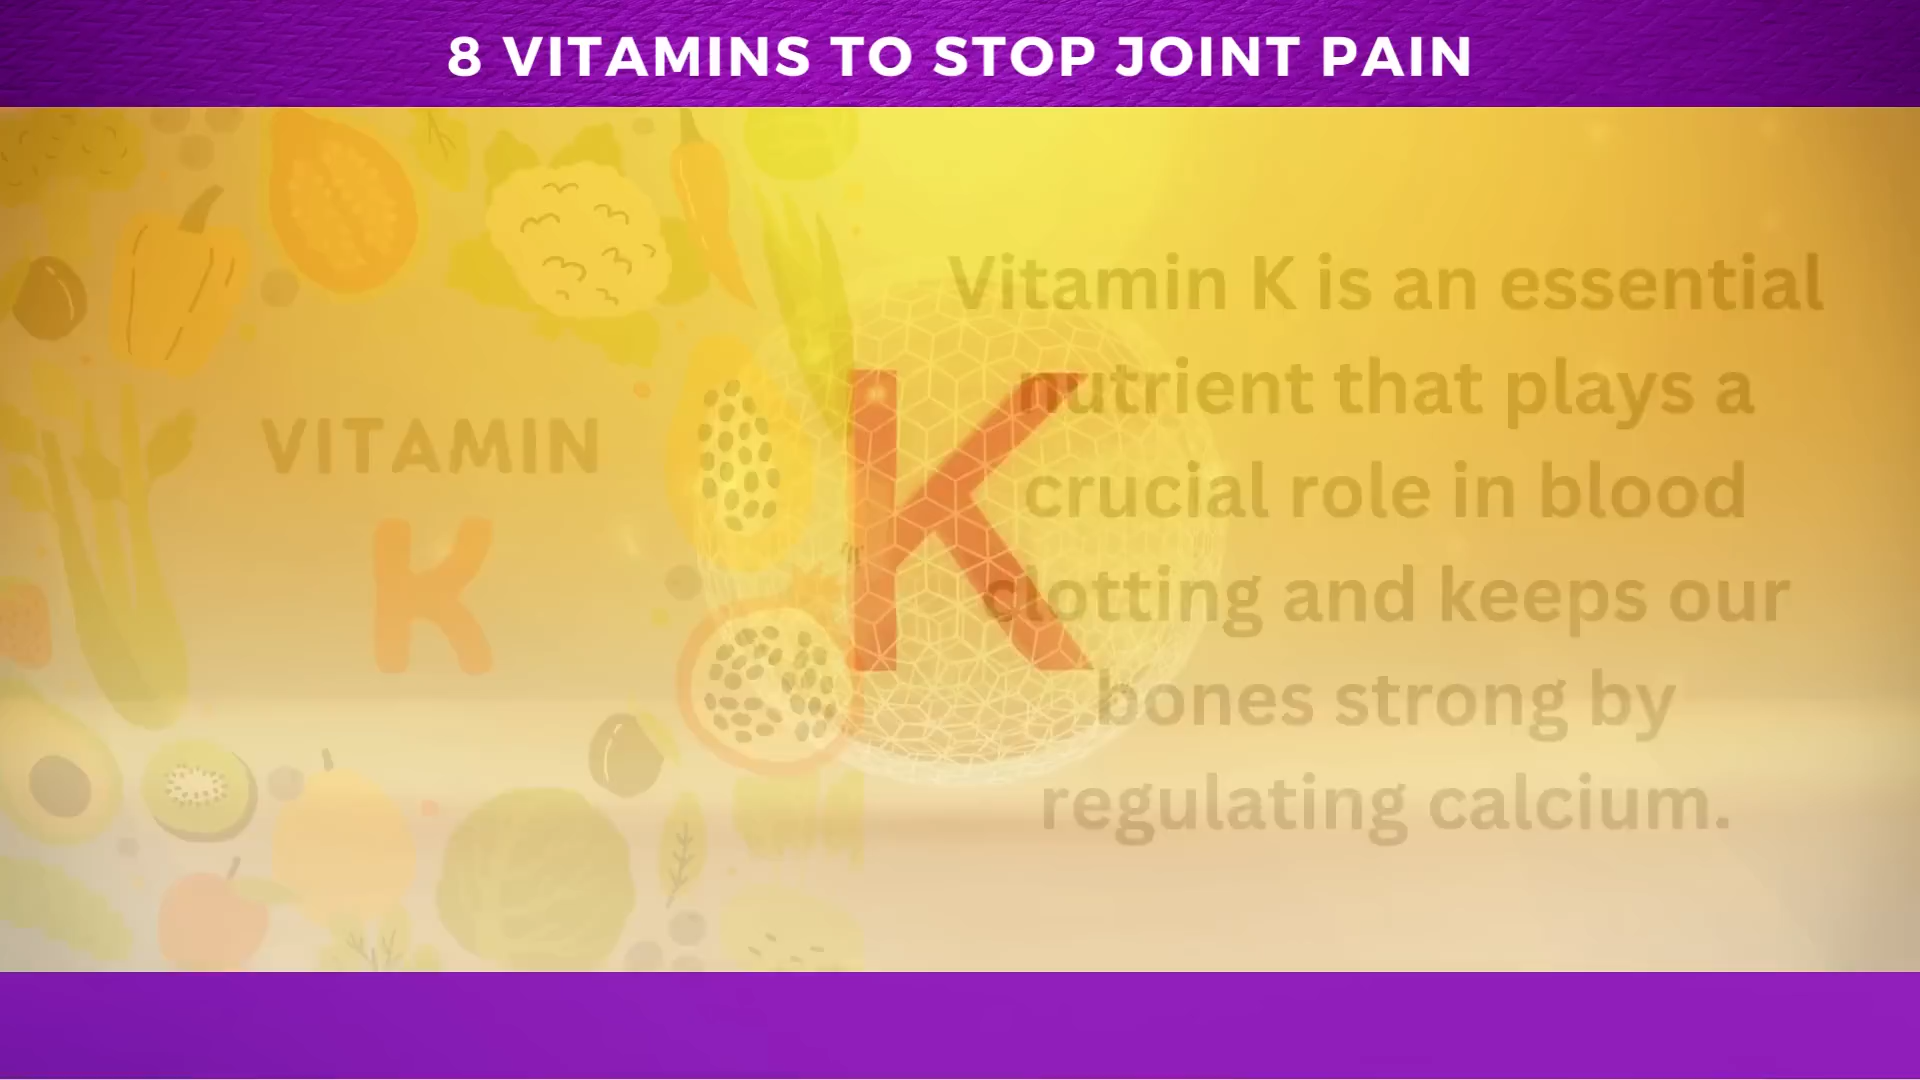 8 VITAMINS TO STOP JOINT PAIN
VITAMIN
K
K
Vitamin K is an essential
nutrient that plays a
crucial role in blood
clotting and keeps our
bones strong by
regulating calcium.